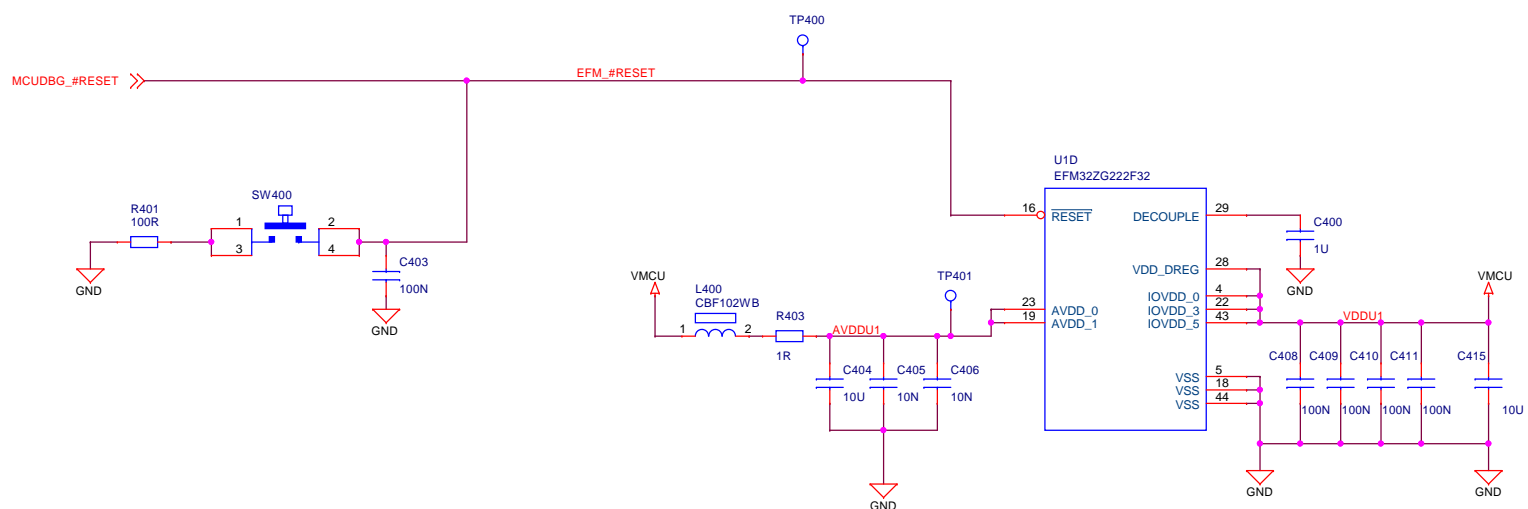 TP400
MCUDBG_#RESET
EFM_#RESET
U1D
EFM32ZG222F32
SW400
R401
100R
1
2
3
4
16
RESET
DECOUPLE
29
C400
1U
GND
C403
100N
GND
GND
VDD_DREG
28
VMCU
L400
CBF102WB
TP401
VMCU
IOVDD_0
4
IOVDD_3
22
IOVDD_5
43
23
AVDD_0
19
AVDD_1
1
2
R403
1R
AVDDU1
VDDU1
C404
10U
C405
10N
C406
10N
C408
100N
C409
100N
C410
100N
C411
100N
C415
10U
VSS
5
VSS
18
VSS
44
GND
GND
GND